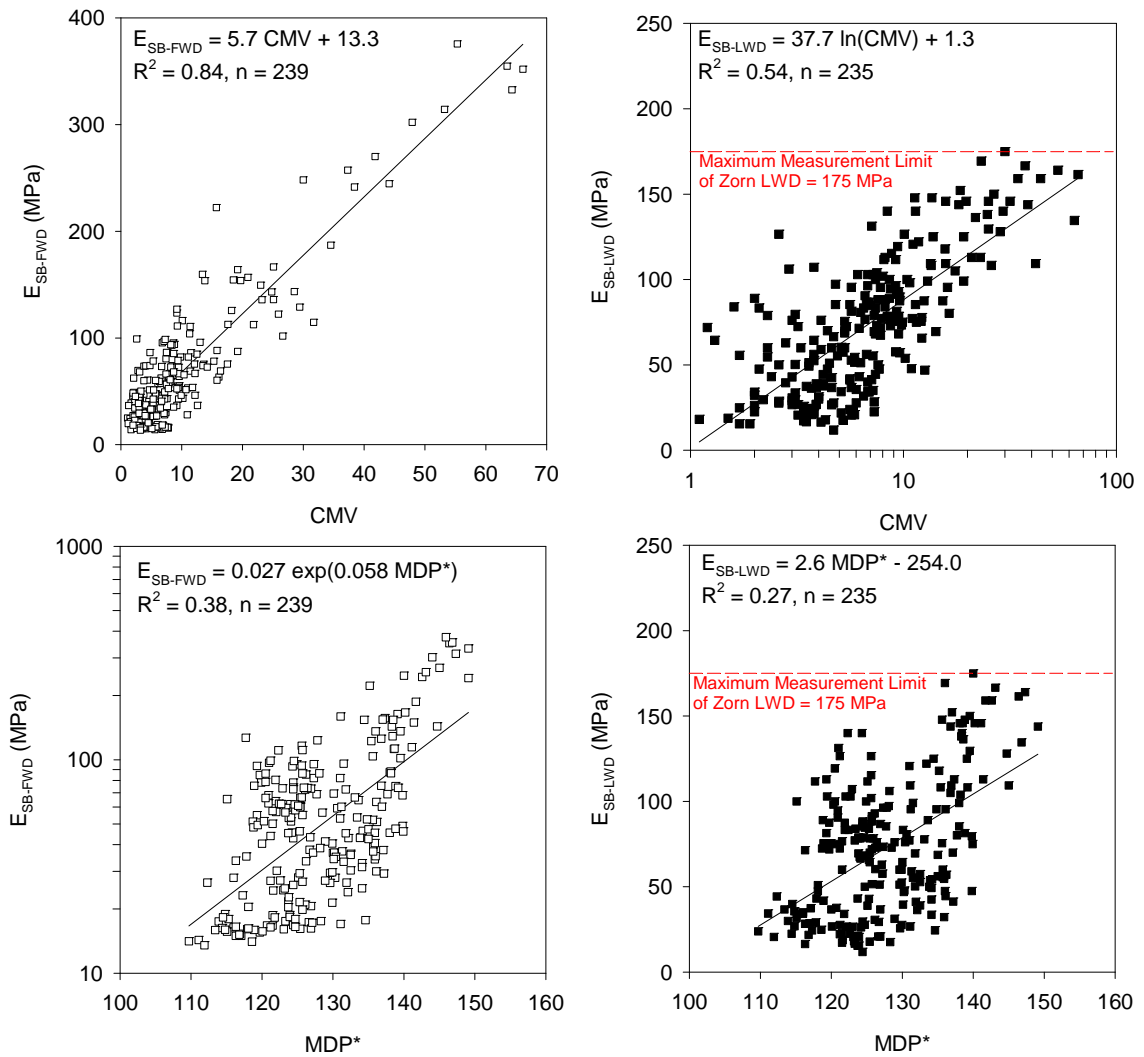 E_SB-FWD = 5.7 CMV + 13.3
R² = 0.84, n = 239
E_SB-FWD (MPa)
400
300
200
100
0
0 10 20 30 40 50 60 70
CMV
E_SB-LWD = 37.7 ln(CMV) + 1.3
R² = 0.54, n = 235
Maximum Measurement Limit
of Zorn LWD = 175 MPa
E_SB-LWD (MPa)
250
200
150
100
50
0
1 10 100
CMV
E_SB-FWD = 0.027 exp(0.058 MDP*)
R² = 0.38, n = 239
E_SB-FWD (MPa)
1000
100
10
100 110 120 130 140 150 160
MDP*
E_SB-LWD = 2.6 MDP* - 254.0
R² = 0.27, n = 235
Maximum Measurement Limit
of Zorn LWD = 175 MPa
E_SB-LWD (MPa)
250
200
150
100
50
0
100 110 120 130 140 150 160
MDP*